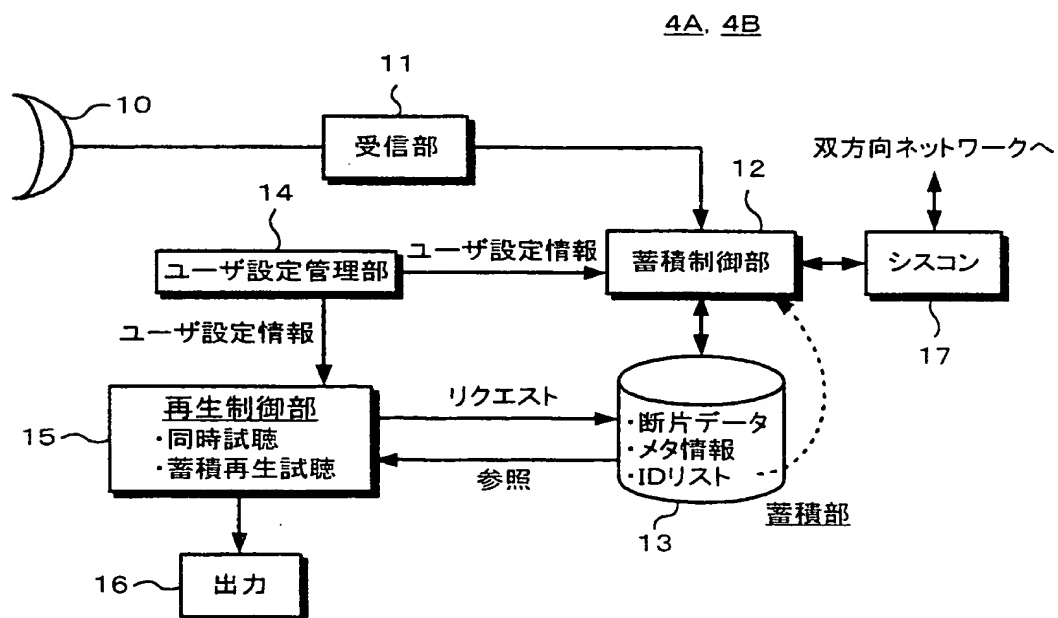 4A, 4B
11
10
受信部
双方向ネットワークへ
12
14
ユーザ設定情報
蓄積制御部
シスコン
ユーザ設定管理部
17
ユーザ設定情報
再生制御部
・同時試聴
・蓄積再生試聴
15
リクエスト
参照
・断片データ
・メタ情報
・IDリスト
蓄積部
13
16
出力